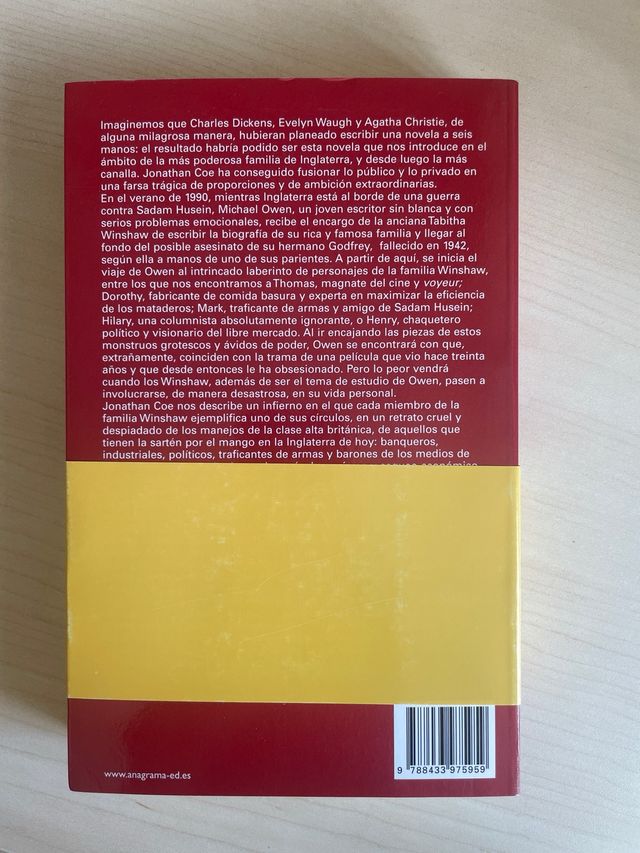 Imaginemos que Charles Dickens, Evelyn Waugh y Agatha Christie, de
alguna milagrosa manera, hubieran planeado escribir una novela a seis
manos: el resultado habría podido ser esta novela que nos introduce en el
ámbito de la más poderosa familia de Inglaterra, y desde luego la más
canalla. Jonathan Coe ha conseguido fusionar lo público y lo privado en
una farsa trágica de proporciones y de ambición extraordinarias.
En el verano de 1990, mientras Inglaterra está al borde de una guerra
contra Sadam Husein, Michael Owen, un joven escritor sin blanca y con
serios problemas emocionales, recibe el encargo de la anciana Tabitha
Winshaw de escribir la biografía de su rica y famosa familia y llegar al
fondo del posible asesinato de su hermano Godfrey, fallecido en 1942,
según ella a manos de uno de sus parientes. A partir de aquí, se inicia el
viaje de Owen al intrincado laberinto de personajes de la familia Winshaw,
entre los que nos encontramos a Thomas, magnate del cine y voyeur;
Dorothy, fabricante de comida basura y experta en maximizar la eficiencia
de los mataderos; Mark, traficante de armas y amigo de Sadam Husein;
Hilary, una columnista absolutamente ignorante, o Henry, chaquetero
político y visionario del libre mercado. Al ir encajando las piezas de estos
monstruos grotescos y ávidos de poder, Owen se encontrará con que,
extrañamente, coinciden con la trama de una película que vio hace treinta
años y que desde entonces le ha obsesionado. Pero lo peor vendrá
cuando los Winshaw, además de ser el tema de estudio de Owen, pasen a
involucrarse, de manera desastrosa, en su vida personal.
Jonathan Coe nos describe un infierno en el que cada miembro de la
familia Winshaw ejemplifica uno de sus círculos, en un retrato cruel y
despiadado de los manejos de la clase alta británica, de aquellos que
tienen la sartén por el mango en la Inglaterra de hoy: banqueros,
industriales, políticos, traficantes de armas y barones de los medios de
www.anagrama-ed.es
9 788433 975959